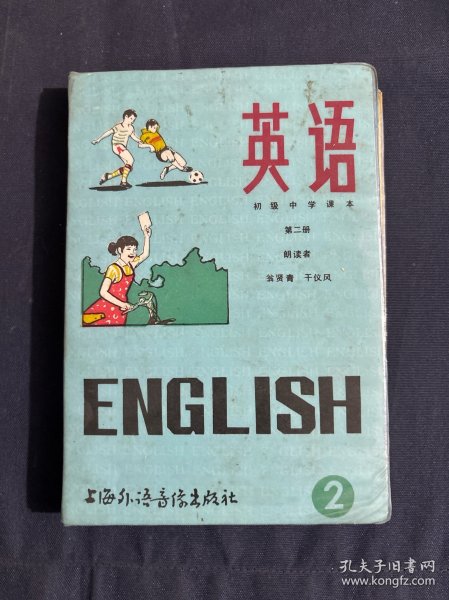 英语
初级中学课本
第二册
朗读者
翁贤青 干仪风
ENGLISH
上海外语音像出版社
2
孔夫子旧书网
www.kongfz.com